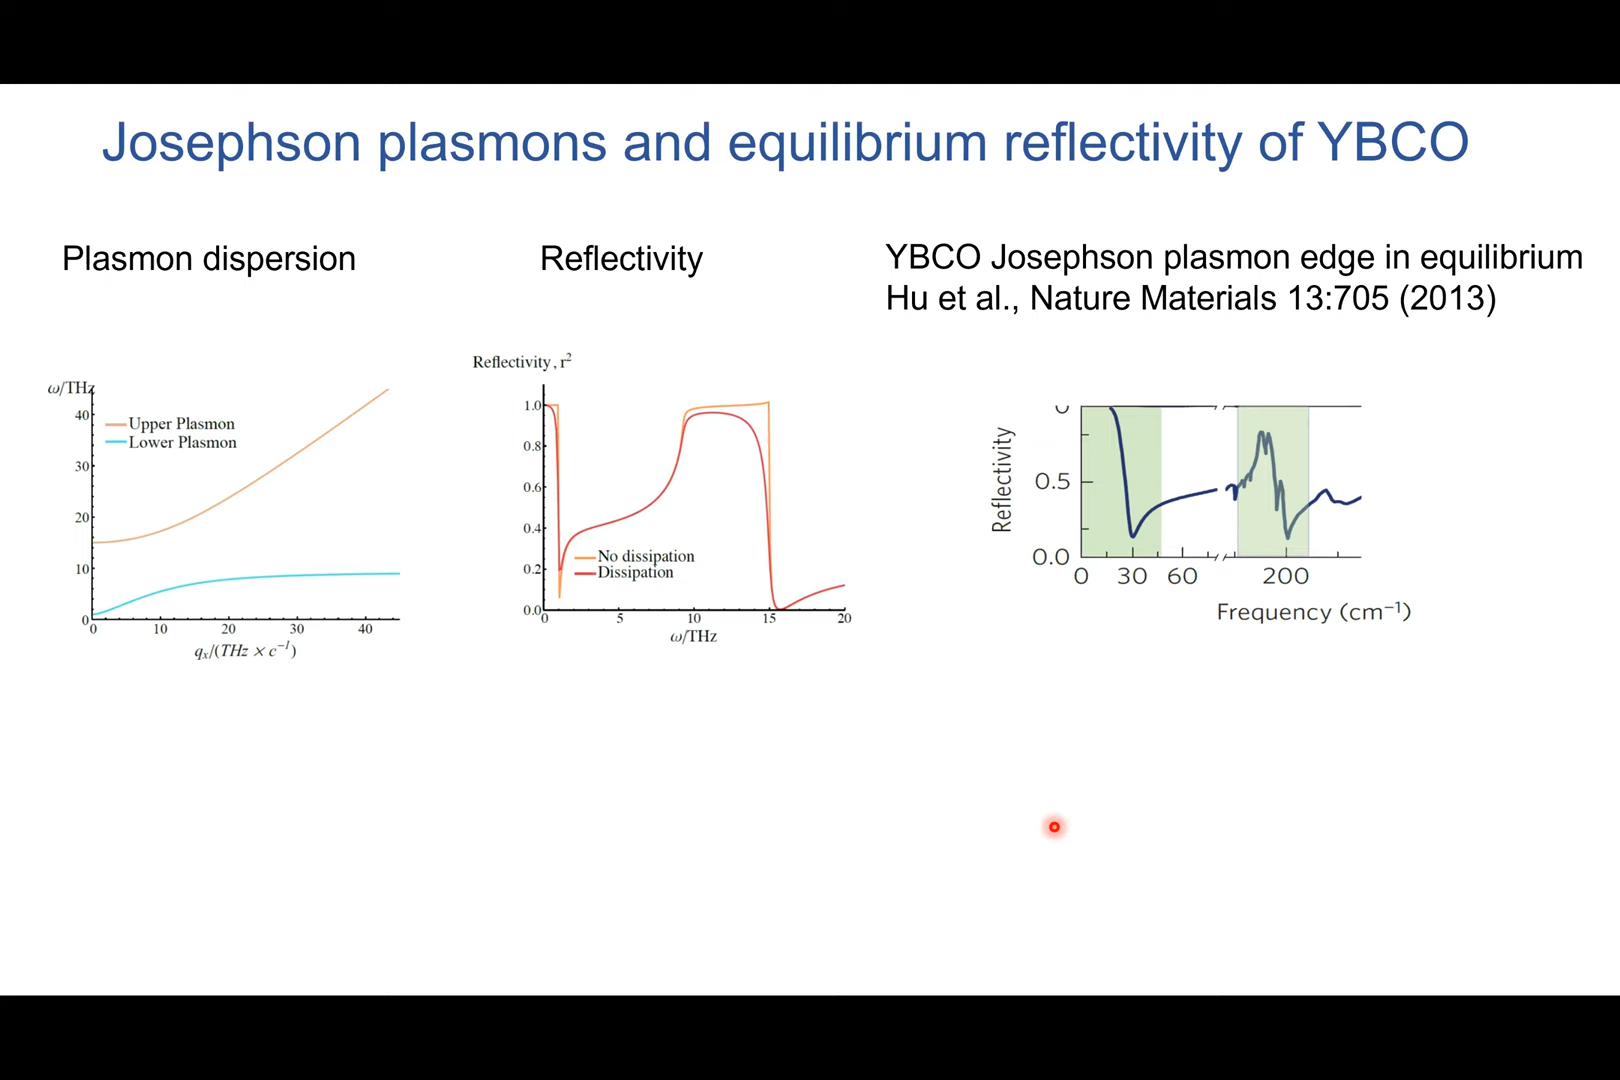 Josephson plasmons and equilibrium reflectivity of YBCO
Plasmon dispersion
Reflectivity
YBCO Josephson plasmon edge in equilibrium
Hu et al., Nature Materials 13:705 (2013)
ω/THz
40
30
20
10
0
Upper Plasmon
Lower Plasmon
0 10 20 30 40
qₓ/(THz × c⁻¹)
Reflectivity, r²
1.0
0.8
0.6
0.4
0.2
0.0
No dissipation
Dissipation
0 5 10 15 20
ω/THz
Reflectivity
0.5
0.0
0 30 60 200
Frequency (cm⁻¹)